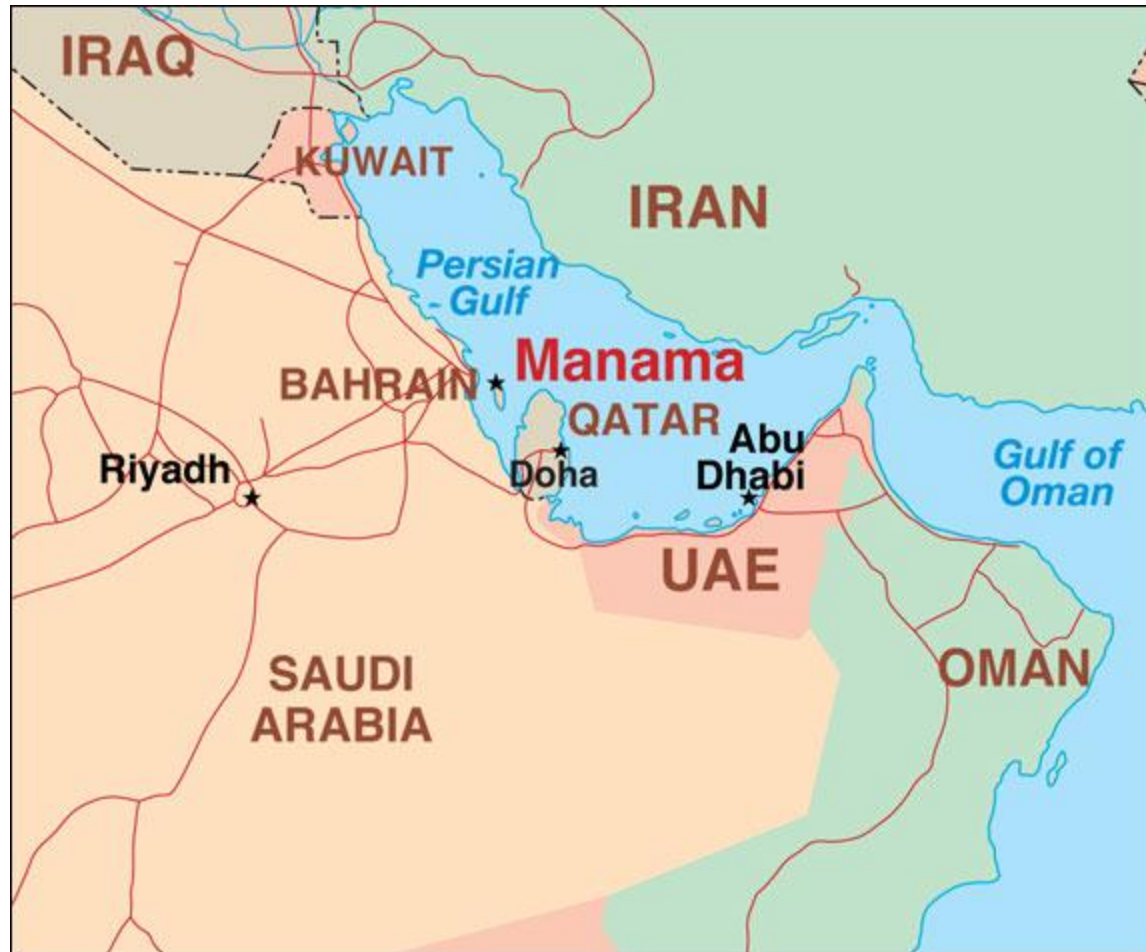 IRAQ
KUWAIT
IRAN
Persian
- Gulf
Manama
BAHRAIN
QATAR
Abu
Dhabi
Riyadh
Doha
Gulf of
Oman
UAE
SAUDI
ARABIA
OMAN